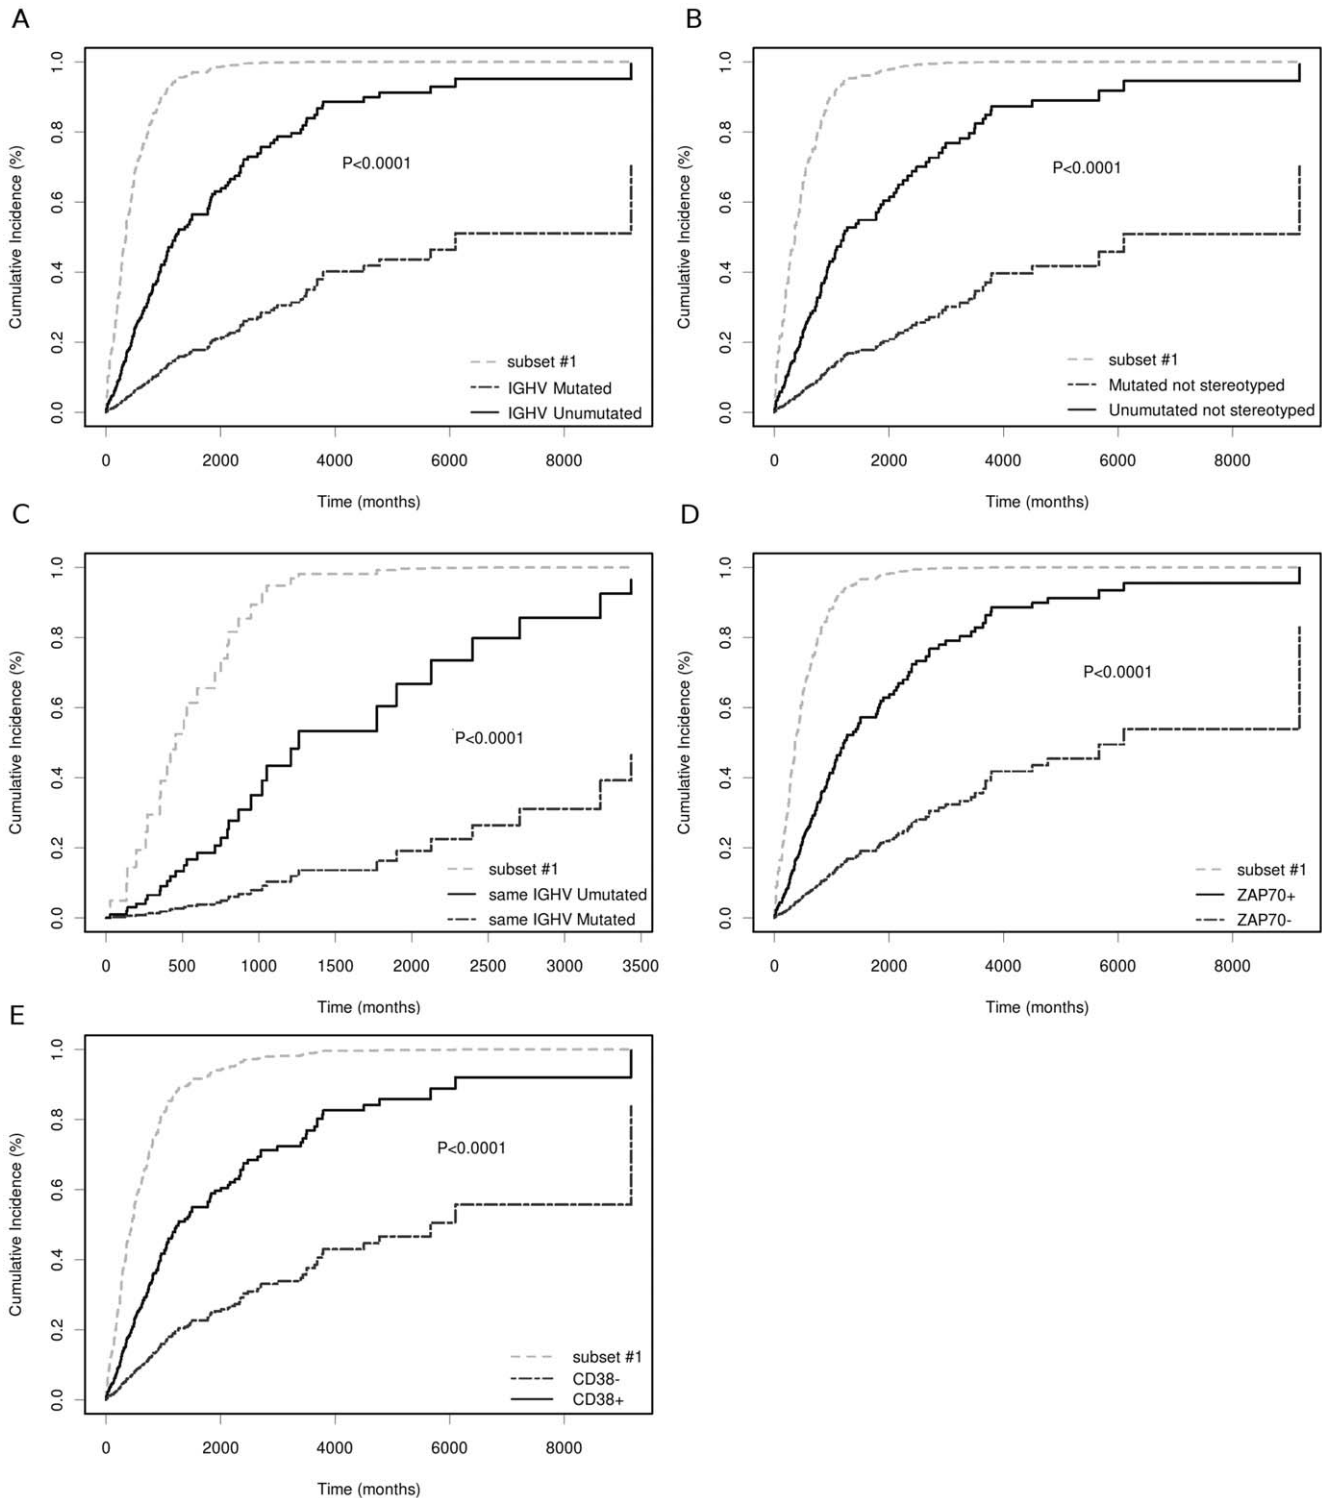 A
Cumulative Incidence (%)
1.0
0.8
0.6
0.4
0.2
0.0
P<0.0001
subset #1
IGHV Mutated
IGHV Unumutated
0 2000 4000 6000 8000
Time (months)
B
Cumulative Incidence (%)
1.0
0.8
0.6
0.4
0.2
0.0
P<0.0001
subset #1
Mutated not stereotyped
Unumutated not stereotyped
0 2000 4000 6000 8000
Time (months)
C
Cumulative Incidence (%)
1.0
0.8
0.6
0.4
0.2
0.0
P<0.0001
subset #1
same IGHV Umutated
same IGHV Mutated
0 500 1000 1500 2000 2500 3000 3500
Time (months)
D
Cumulative Incidence (%)
1.0
0.8
0.6
0.4
0.2
0.0
P<0.0001
subset #1
ZAP70+
ZAP70-
0 2000 4000 6000 8000
Time (months)
E
Cumulative Incidence (%)
1.0
0.8
0.6
0.4
0.2
0.0
P<0.0001
subset #1
CD38-
CD38+
0 2000 4000 6000 8000
Time (months)